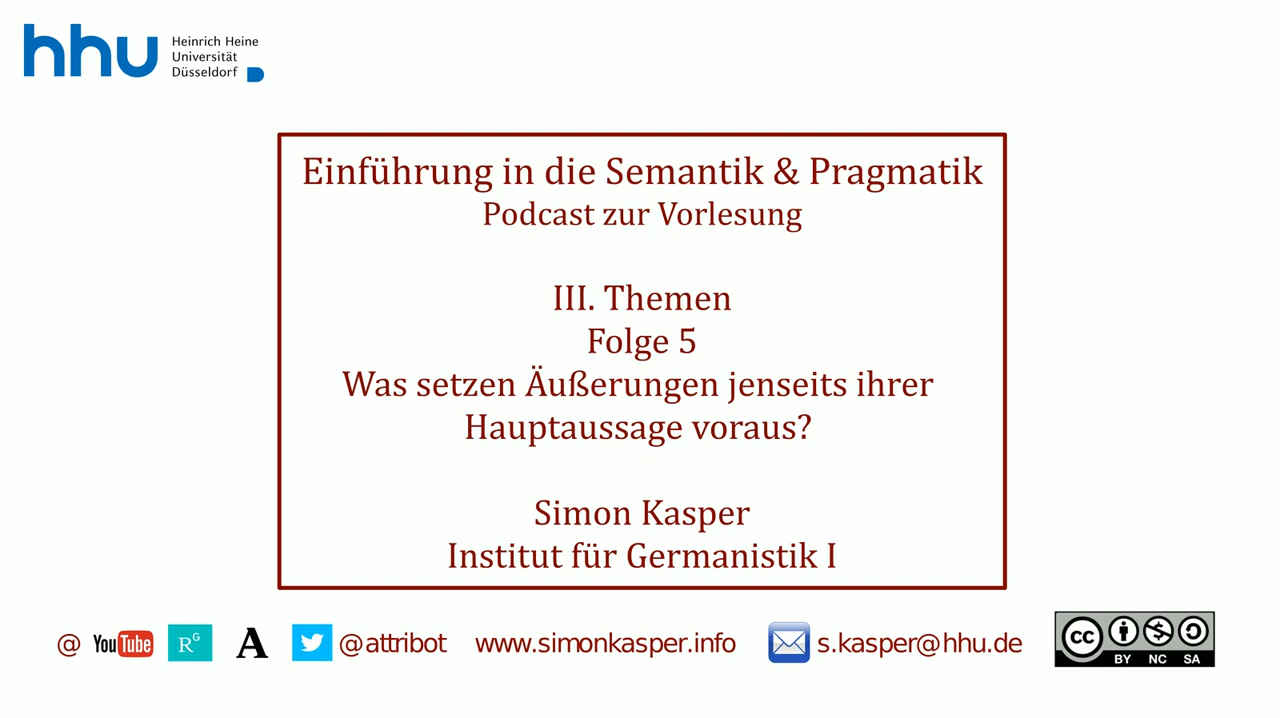 hhu Heinrich Heine
Universität
Düsseldorf
Einführung in die Semantik & Pragmatik
Podcast zur Vorlesung
III. Themen
Folge 5
Was setzen Äußerungen jenseits ihrer
Hauptaussage voraus?
Simon Kasper
Institut für Germanistik I
@ YouTube RG A @attribot www.simonkasper.info s.kasper@hhu.de
cc
BY NC SA